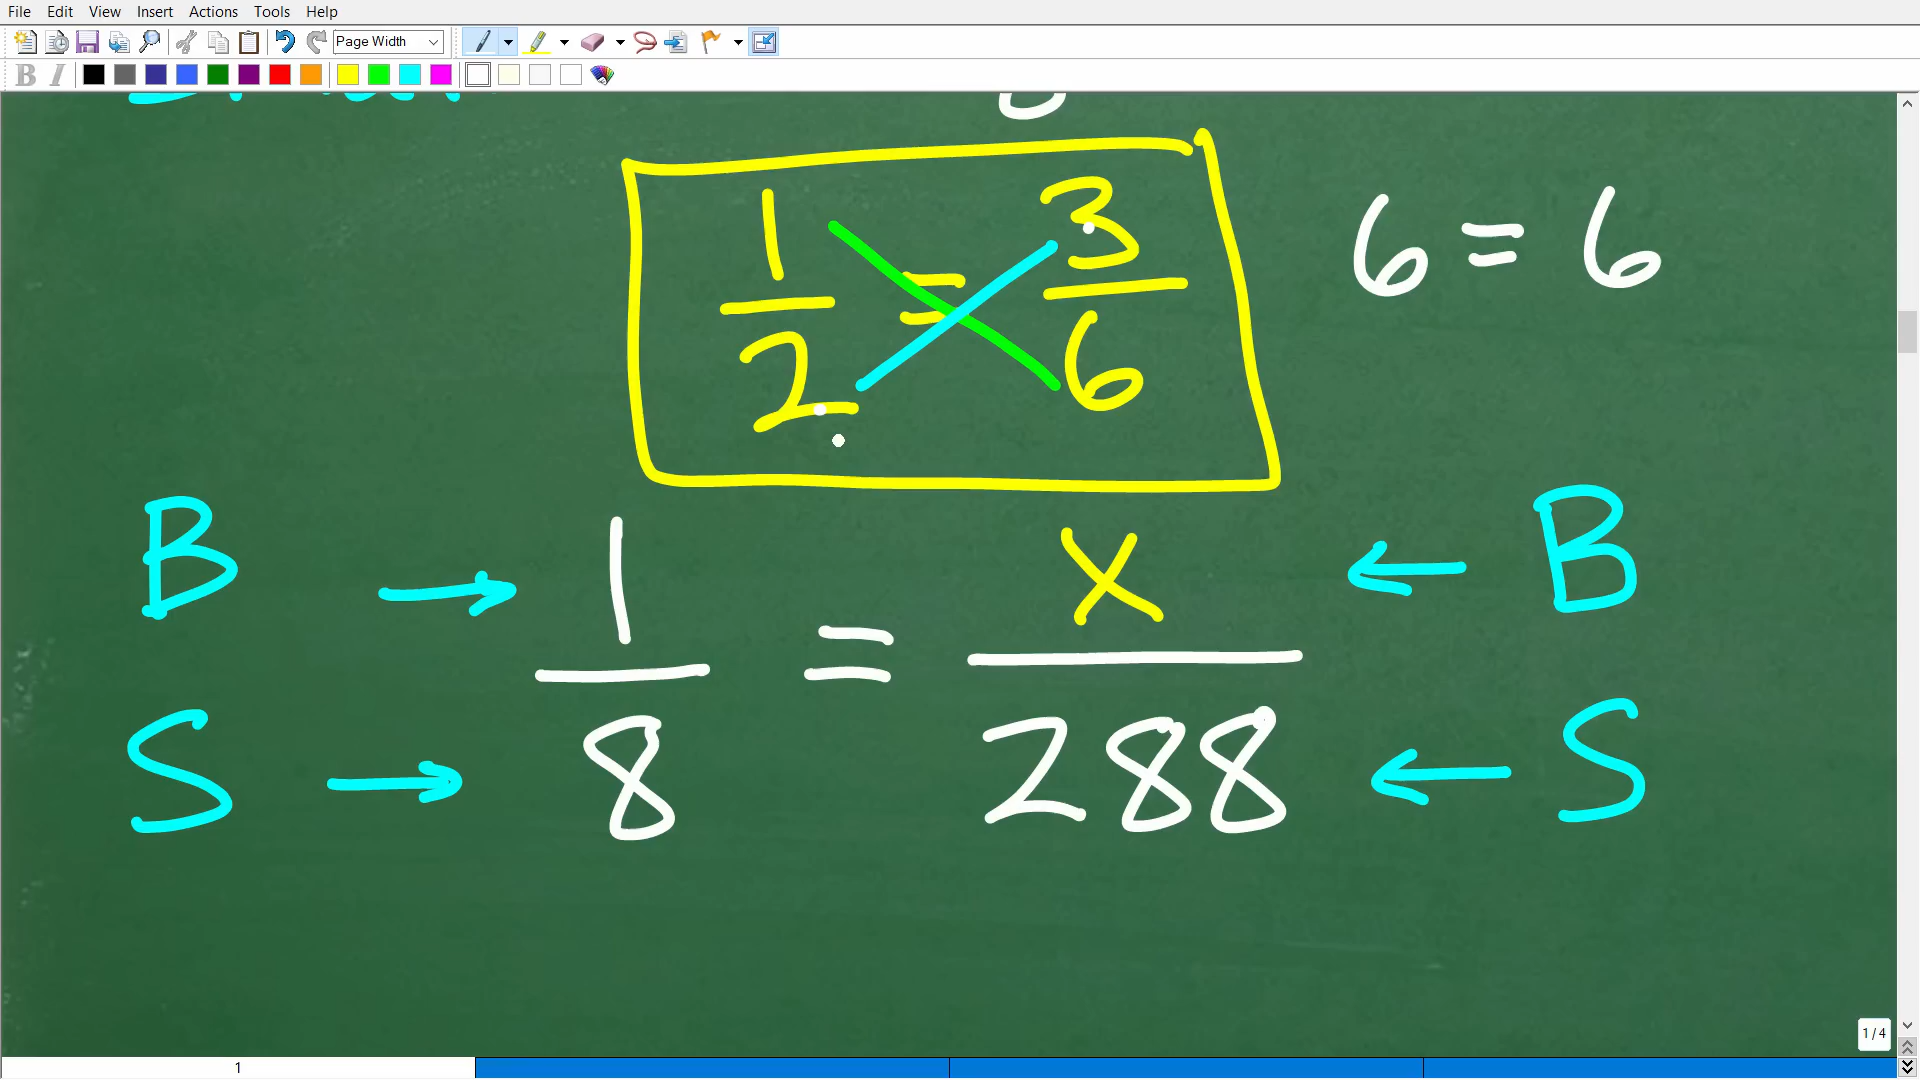 File Edit View Insert Actions Tools Help
Page Width
B I
1/2 = 3/6
6 = 6
B → 1/8 = x/288 ← B
S → ← S
1 / 4
1